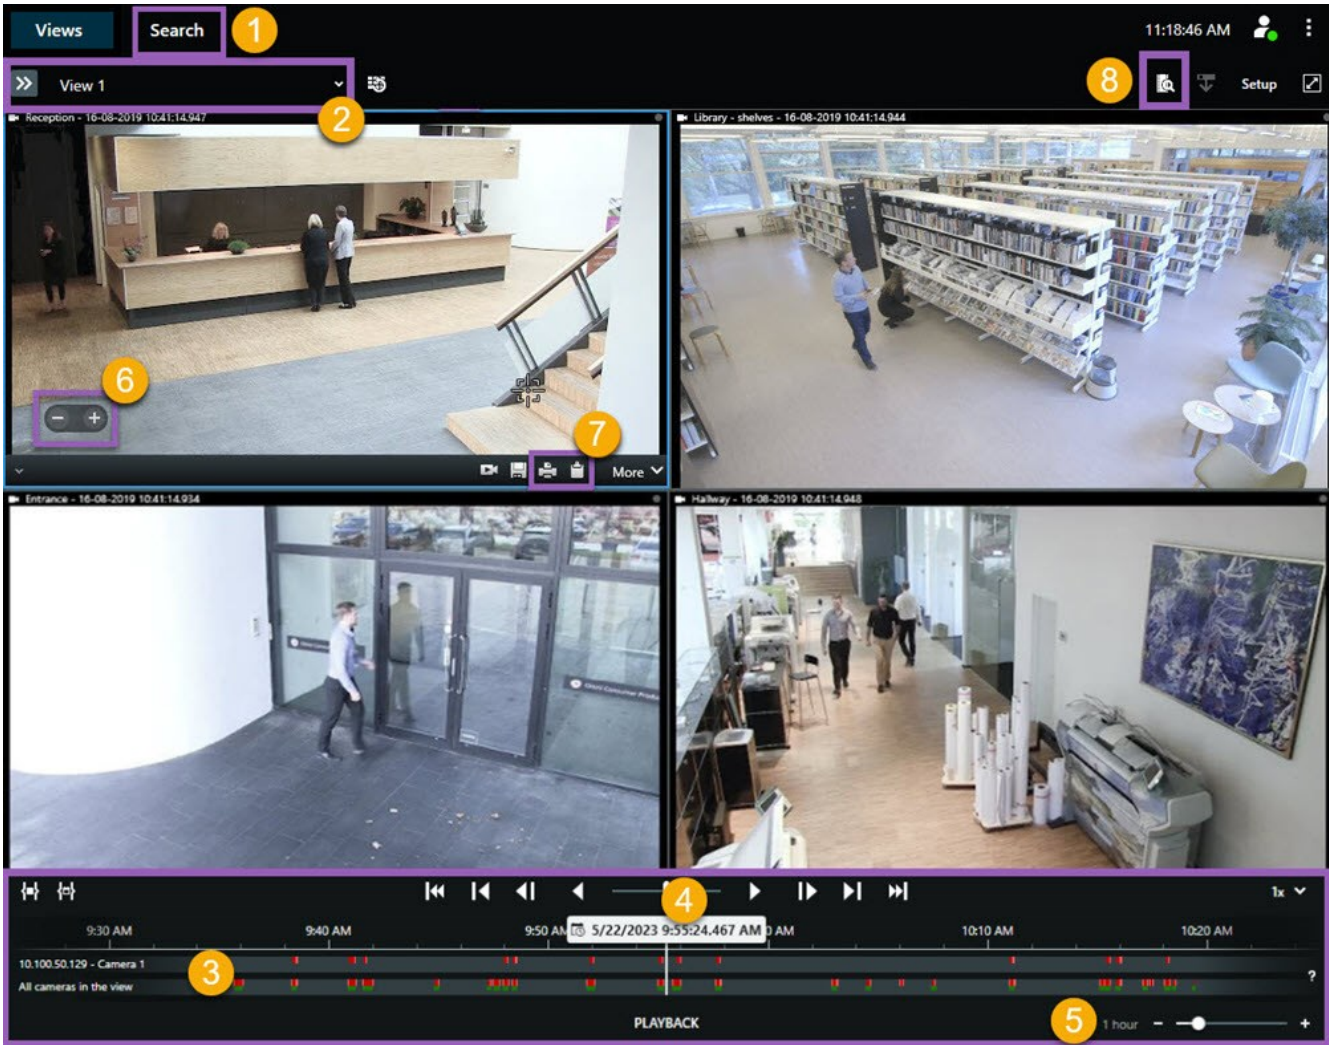 Views
Search
1
11:18:46 AM
View 1
2
8
Setup
Reception - 16-08-2019 10:41:14.947
Library - shelves - 16-08-2019 10:41:14.944
6
7
More
Entrance - 16-08-2019 10:41:14.934
Hallway - 16-08-2019 10:41:14.948
4
1x
9:30 AM
9:40 AM
9:50 AM
5/22/2023 9:55:24.467 AM
0 AM
10:10 AM
10:20 AM
10.100.50.129 - Camera 1
3
All cameras in the view
?
PLAYBACK
5
1 hour